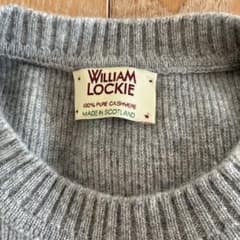 WILLIAM
LOCKIE
100% PURE CASHMERE
MADE IN SCOTLAND